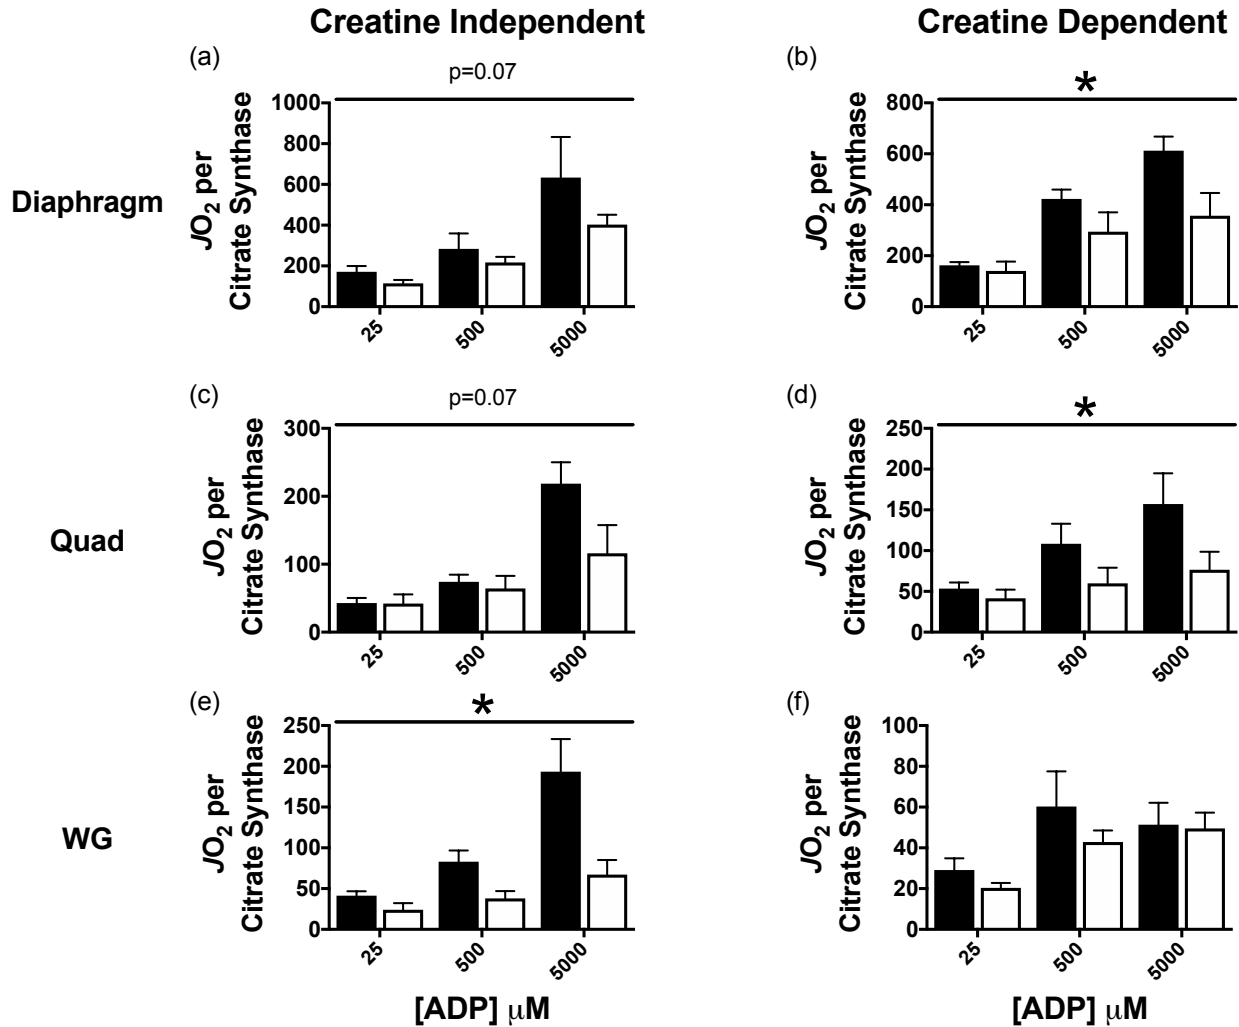 Creatine Independent
Creatine Dependent
(a)
p=0.07
Diaphragm
JO2 per
Citrate Synthase
1000
800
600
400
200
0
25
500
5000
(b)
*
JO2 per
Citrate Synthase
800
600
400
200
0
25
500
5000
(c)
p=0.07
Quad
JO2 per
Citrate Synthase
300
200
100
0
25
500
5000
(d)
*
JO2 per
Citrate Synthase
250
200
150
100
50
0
25
500
5000
(e)
*
WG
JO2 per
Citrate Synthase
250
200
150
100
50
0
25
500
5000
[ADP] μM
(f)
JO2 per
Citrate Synthase
100
80
60
40
20
0
25
500
5000
[ADP] μM